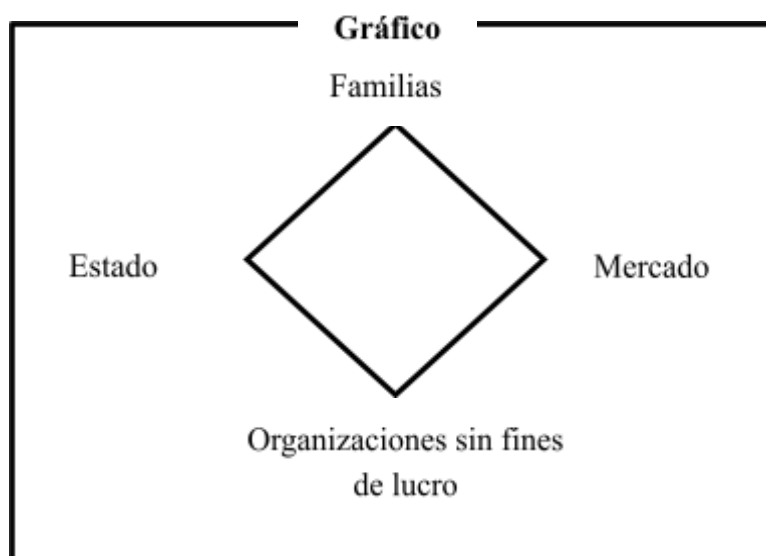 Gráfico
Familias
Estado
Mercado
Organizaciones sin fines
de lucro